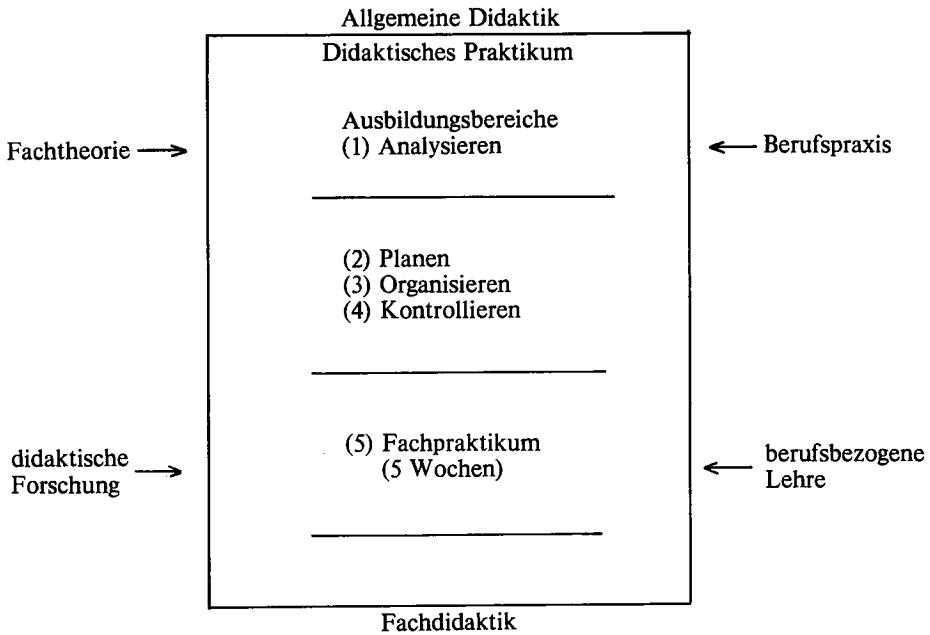 Allgemeine Didaktik
Didaktisches Praktikum
Ausbildungsbereiche
(1) Analysieren
Fachtheorie
Berufspraxis
(2) Planen
(3) Organisieren
(4) Kontrollieren
(5) Fachpraktikum
(5 Wochen)
didaktische
Forschung
berufsbezogene
Lehre
Fachdidaktik